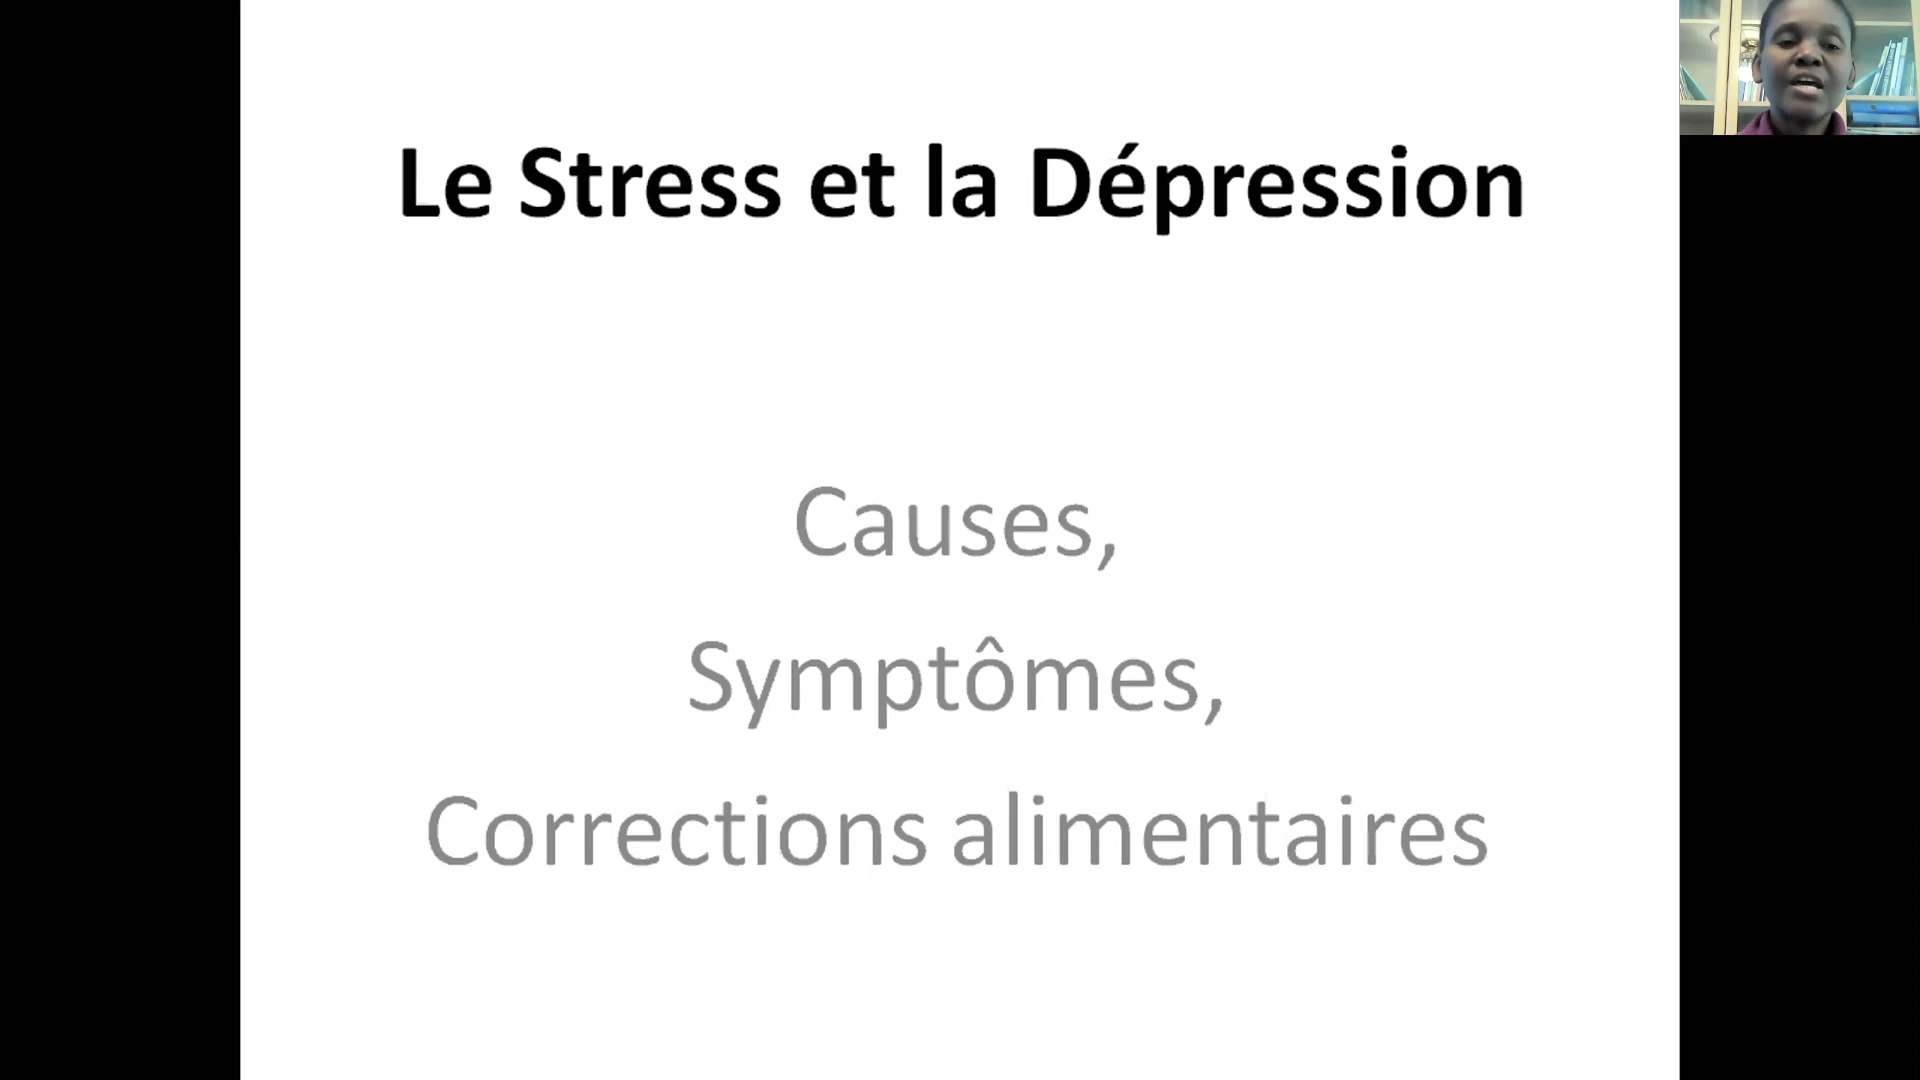 Le Stress et la Dépression
Causes,
Symptômes,
Corrections alimentaires